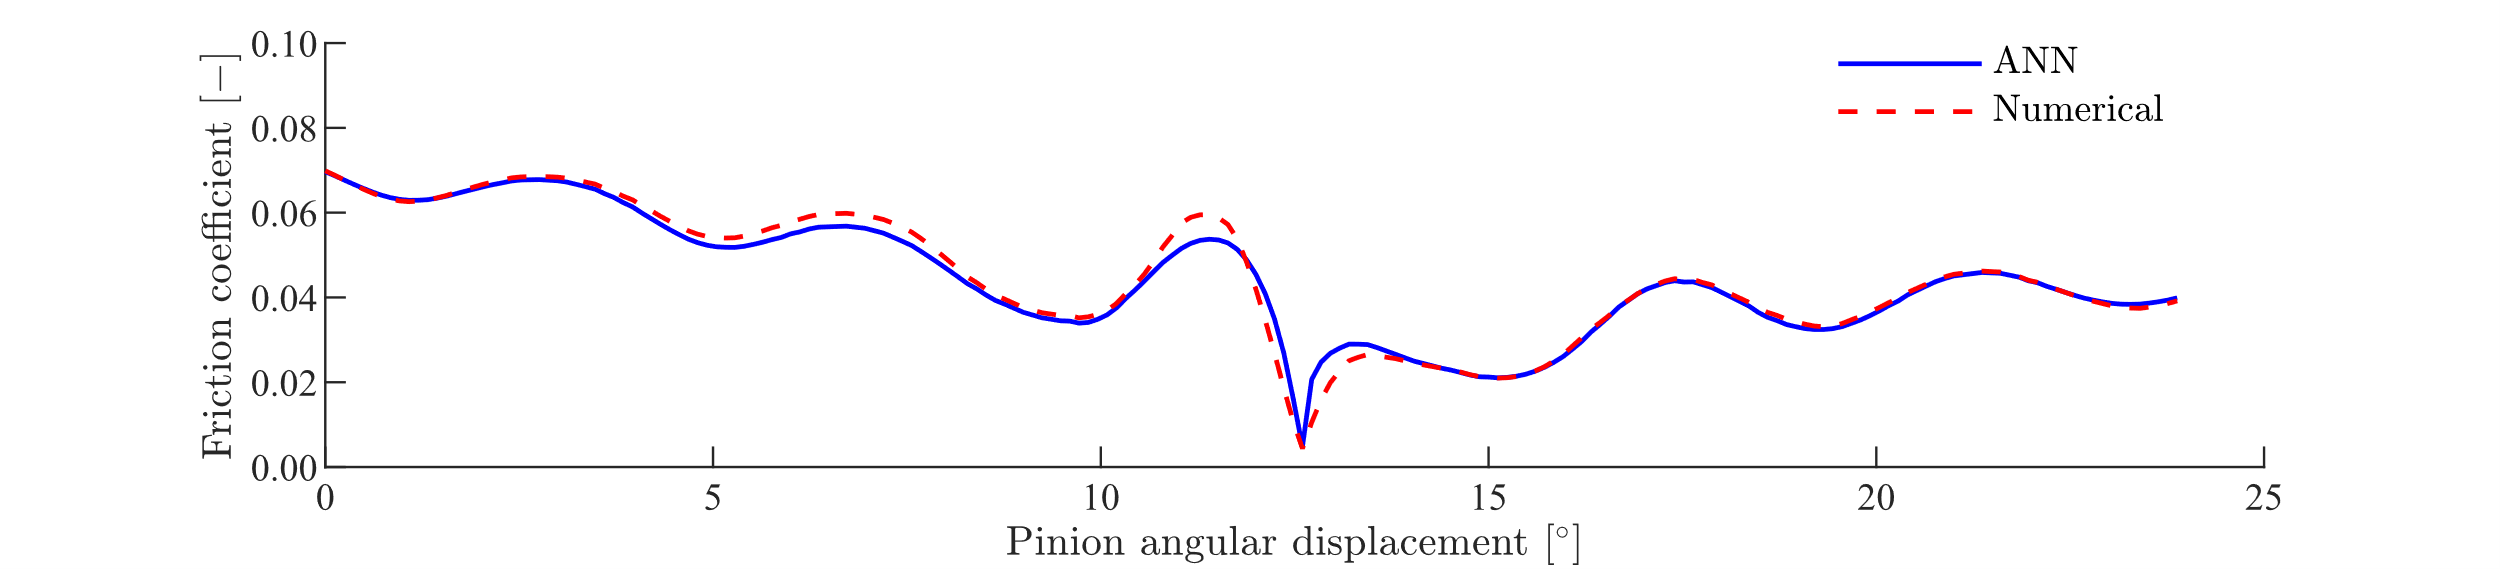 0.10
0.08
0.06
0.04
0.02
0.00
Friction coefficient [−]
ANN
Numerical
0 5 10 15 20 25
Pinion angular displacement [°]